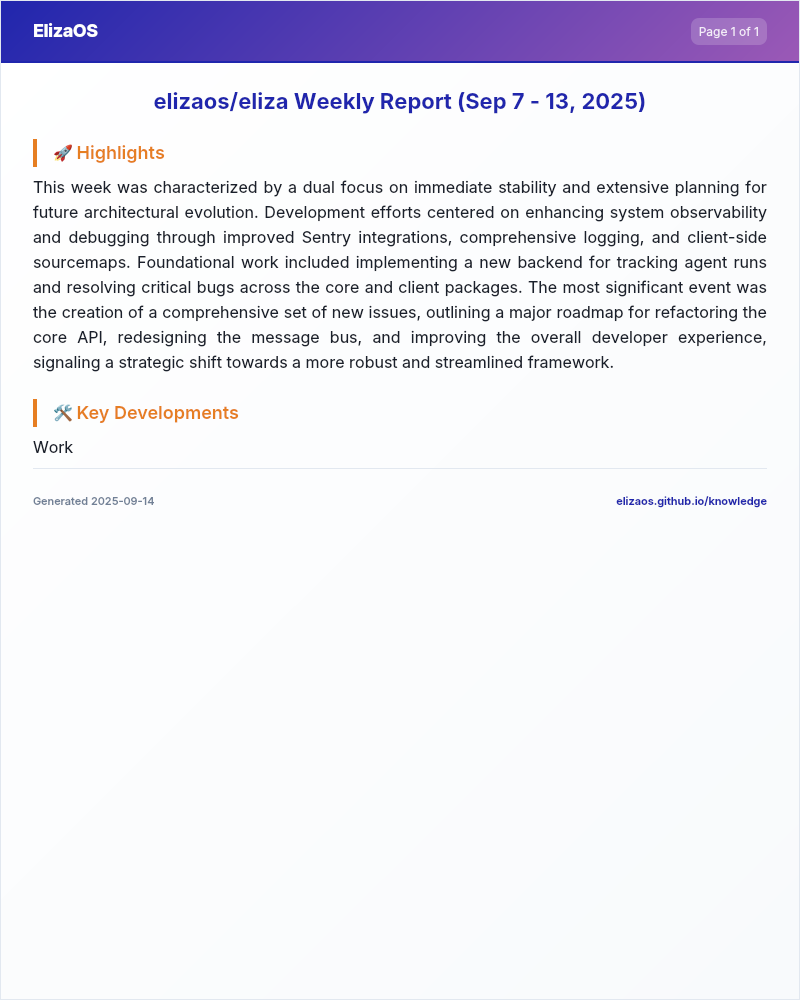 ElizaOS
Page 1 of 1
elizaos/eliza Weekly Report (Sep 7 - 13, 2025)
🚀 Highlights
This week was characterized by a dual focus on immediate stability and extensive planning for
future architectural evolution. Development efforts centered on enhancing system observability
and debugging through improved Sentry integrations, comprehensive logging, and client-side
sourcemaps. Foundational work included implementing a new backend for tracking agent runs
and resolving critical bugs across the core and client packages. The most significant event was
the creation of a comprehensive set of new issues, outlining a major roadmap for refactoring the
core API, redesigning the message bus, and improving the overall developer experience,
signaling a strategic shift towards a more robust and streamlined framework.
🛠️ Key Developments
Work
Generated 2025-09-14
elizaos.github.io/knowledge